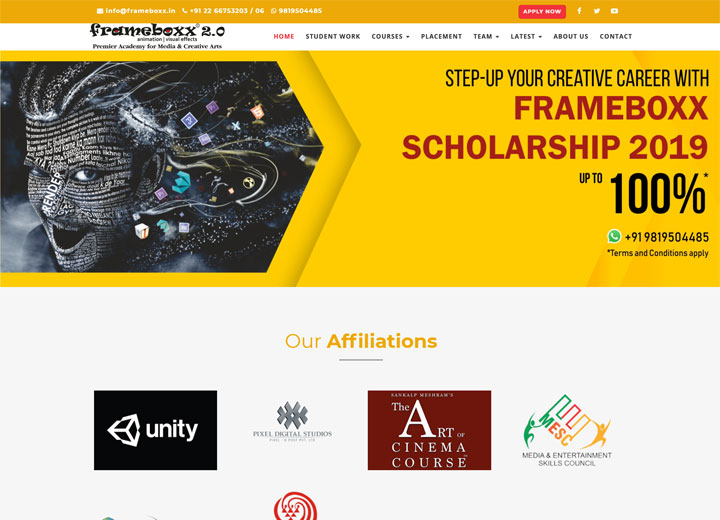 info@frameboxx.in +91 22 66753203 / 06 9819504485
APPLY NOW
frameboxx® 2.0
animation | visual effects
Premier Academy for Media & Creative Arts
HOME STUDENT WORK COURSES PLACEMENT TEAM LATEST ABOUT US CONTACT
STEP-UP YOUR CREATIVE CAREER WITH
FRAMEBOXX
SCHOLARSHIP 2019
UP TO 100%*
+91 9819504485
*Terms and Conditions apply
RENDER
Our Affiliations
unity
PIXEL DIGITAL STUDIOS
SANKALP MESHRAM'S
The
ART OF
CINEMA
COURSE
MESC
MEDIA & ENTERTAINMENT
SKILLS COUNCIL